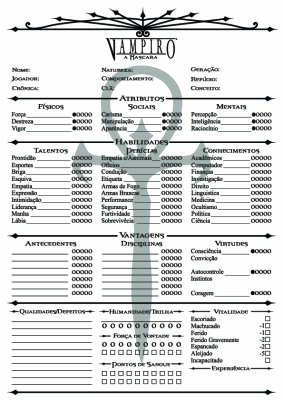 VAMPIRO
A MÁSCARA
Nome: Natureza: Geração:
Jogador: Comportamento: Refúgio:
Crônica: Clã: Conceito:
Atributos
Físicos Sociais Mentais
Força Carisma Percepção
Destreza Manipulação Inteligência
Vigor Aparência Raciocínio
Habilidades
Talentos Perícias Conhecimentos
Prontidão Empatia c/Animais Acadêmicos
Esportes Ofícios Computador
Briga Condução Finanças
Esquiva Etiqueta Investigação
Empatia Armas de Fogo Direito
Expressão Armas Brancas Linguística
Intimidação Performance Medicina
Liderança Segurança Ocultismo
Manha Furtividade Política
Lábia Sobrevivência Ciência
Vantagens
Antecedentes Disciplinas Virtudes
Consciência
Convicção
Autocontrole
Instintos
Coragem
Qualidades/Defeitos Humanidade/Trilha Vitalidade
Escoriado
Machucado -1
Ferido -1
Ferido Gravemente -2
Espancado -2
Aleijado -5
Incapacitado
Força de Vontade
Pontos de Sangue
Experiência